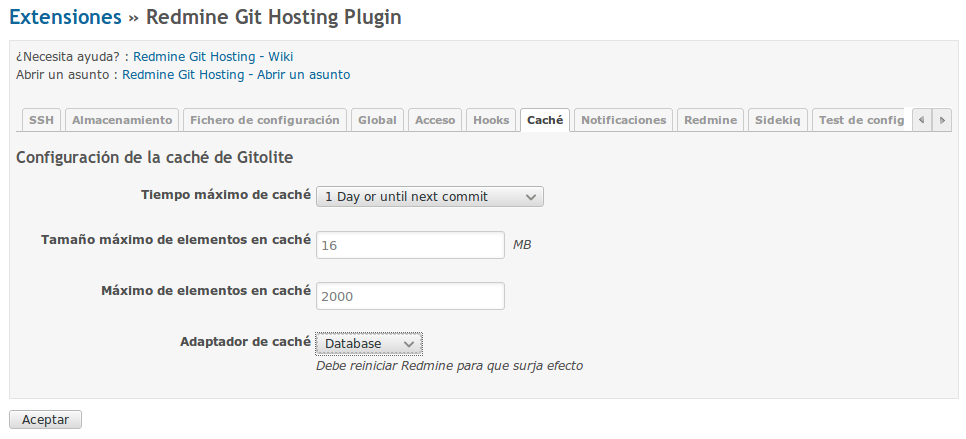 Extensiones » Redmine Git Hosting Plugin
¿Necesita ayuda? : Redmine Git Hosting - Wiki
Abrir un asunto : Redmine Git Hosting - Abrir un asunto
SSH Almacenamiento Fichero de configuración Global Acceso Hooks Caché Notificaciones Redmine Sidekiq Test de config
Configuración de la caché de Gitolite
Tiempo máximo de caché 1 Day or until next commit
Tamaño máximo de elementos en caché 16 MB
Máximo de elementos en caché 2000
Adaptador de caché Database
Debe reiniciar Redmine para que surja efecto
Aceptar